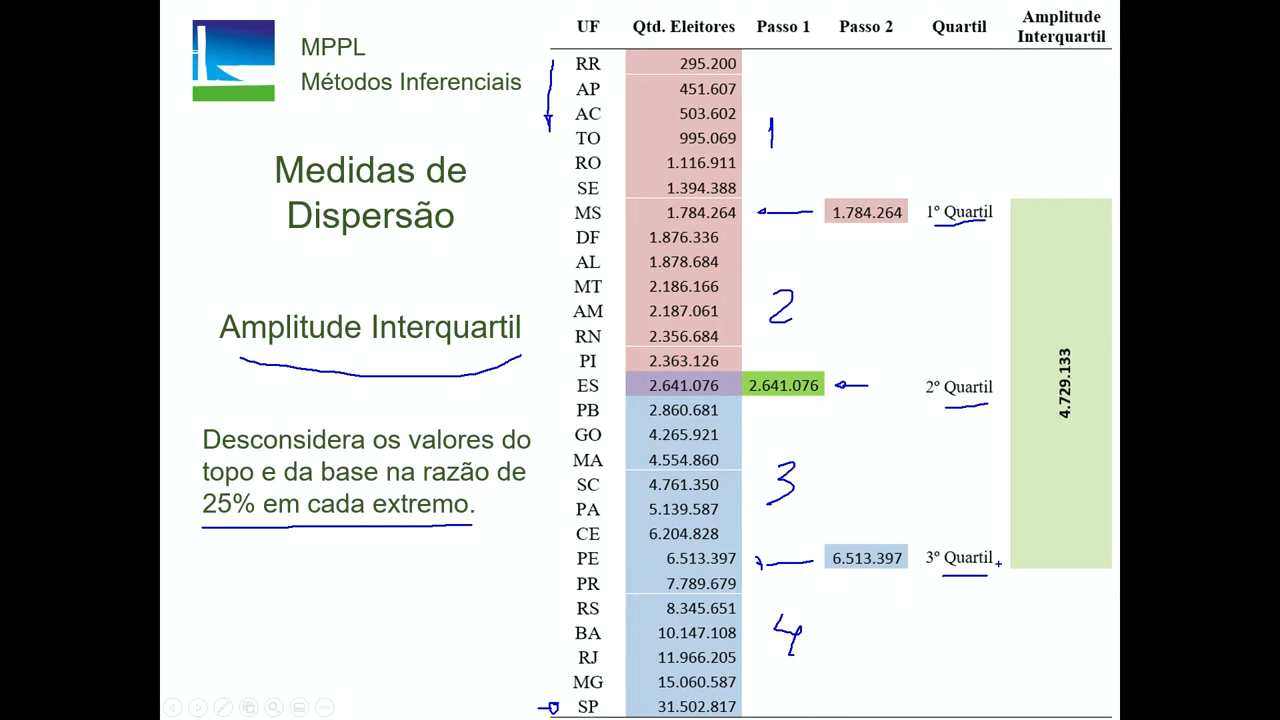 MPPL
Métodos Inferenciais
Medidas de
Dispersão
Amplitude Interquartil
Desconsidera os valores do
topo e da base na razão de
25% em cada extremo.
UF Qtd. Eleitores Passo 1 Passo 2 Quartil Amplitude Interquartil
RR 295.200
AP 451.607
AC 503.602
TO 995.069 1
RO 1.116.911
SE 1.394.388
MS 1.784.264 1.784.264 1º Quartil
DF 1.876.336
AL 1.878.684
MT 2.186.166
AM 2.187.061 2
RN 2.356.684
PI 2.363.126
ES 2.641.076 2.641.076 2º Quartil 4.729.133
PB 2.860.681
GO 4.265.921
MA 4.554.860
SC 4.761.350 3
PA 5.139.587
CE 6.204.828
PE 6.513.397 6.513.397 3º Quartil
PR 7.789.679
RS 8.345.651
BA 10.147.108 4
RJ 11.966.205
MG 15.060.587
SP 31.502.817